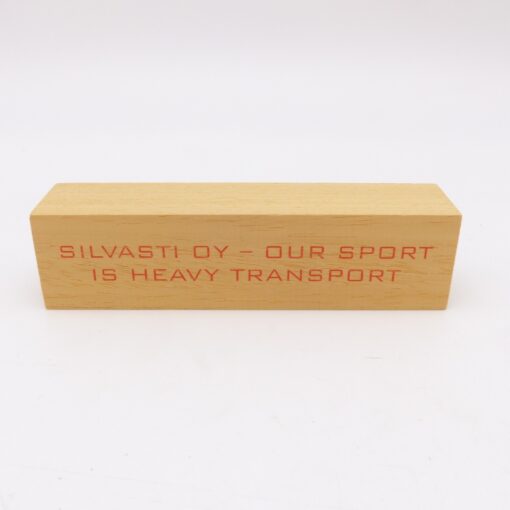 SILVASTI OY – OUR SPORT
IS HEAVY TRANSPORT